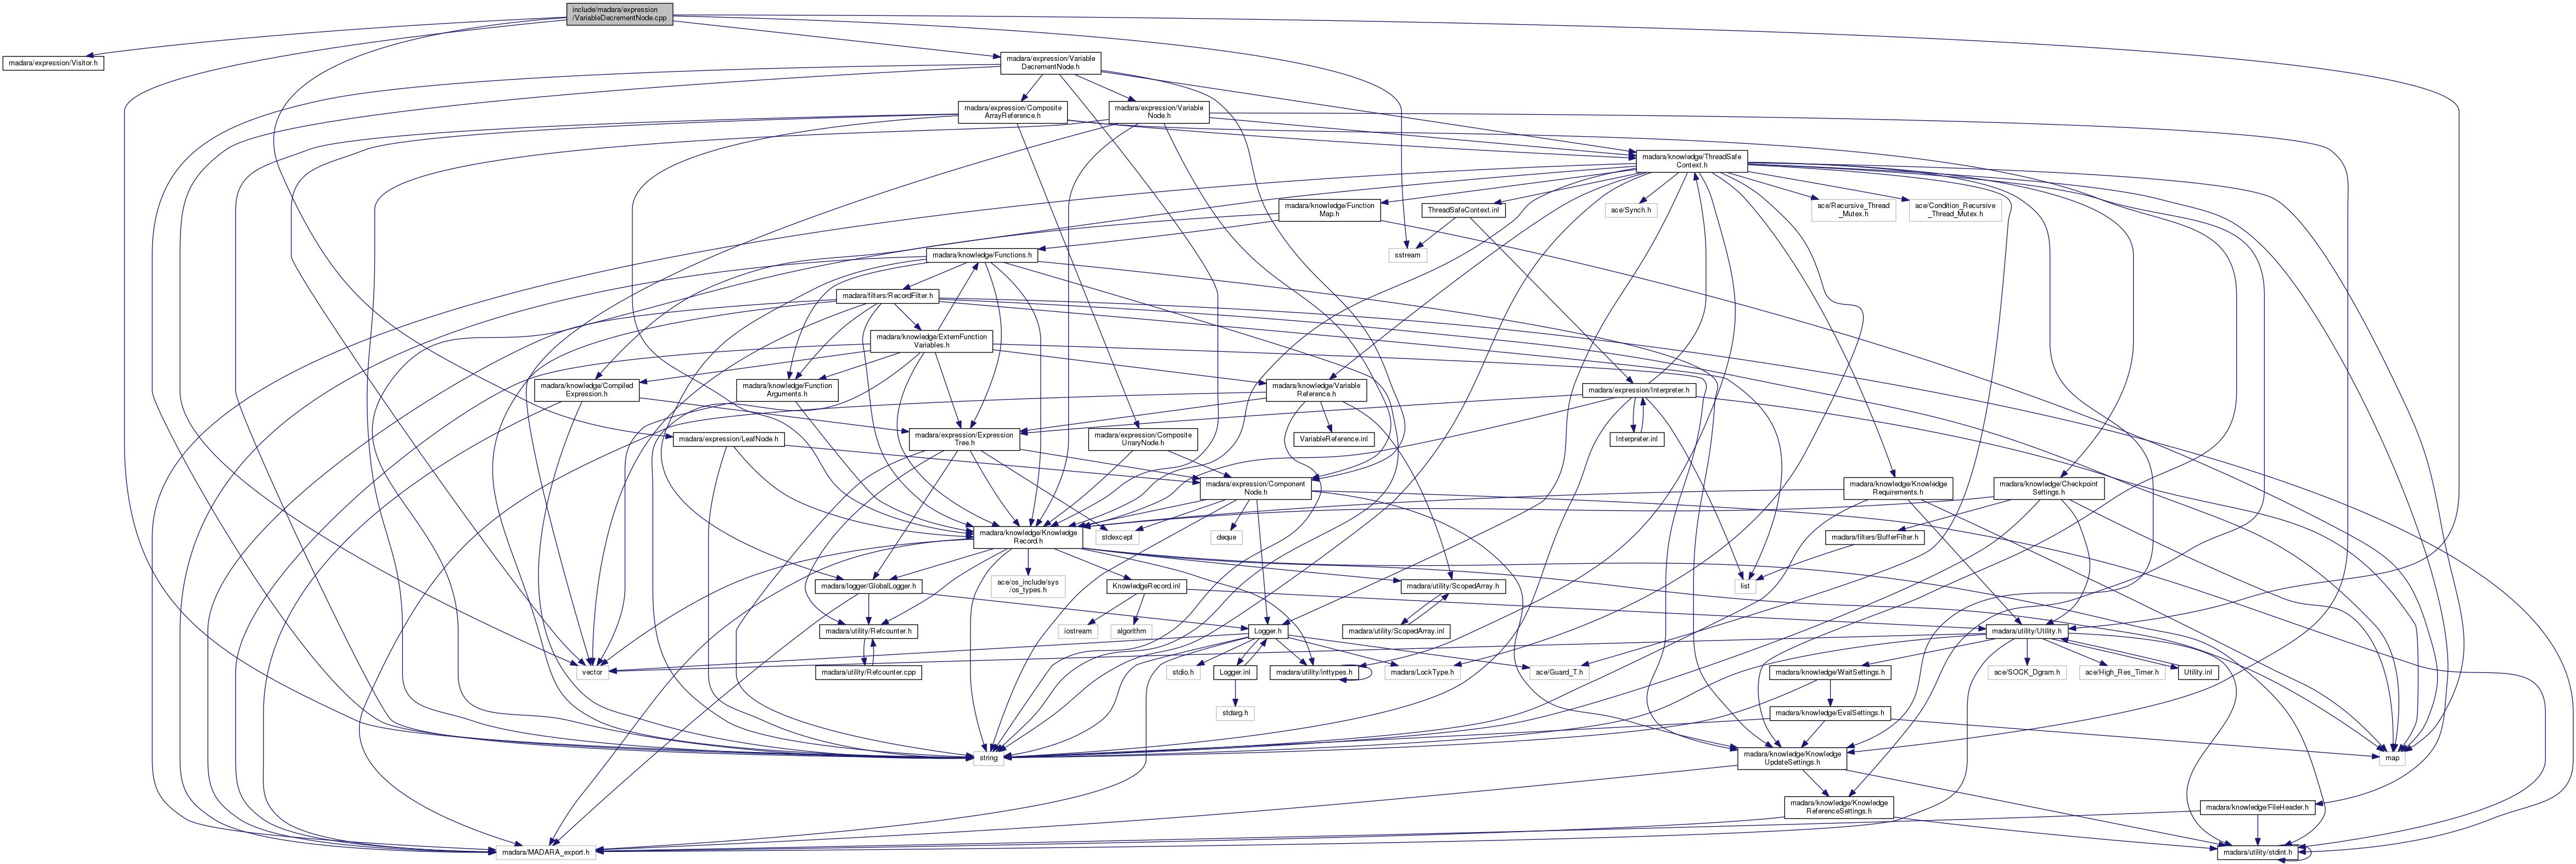 include/madara/expression
/VariableDecrementNode.cpp
madara/expression/Visitor.h
madara/expression/Variable
DecrementNode.h
madara/expression/Composite
ArrayReference.h
madara/expression/Variable
Node.h
madara/knowledge/ThreadSafe
Context.h
madara/knowledge/Function
Map.h
ThreadSafeContext.inl
ace/Synch.h
ace/Recursive_Thread
_Mutex.h
ace/Condition_Recursive
_Thread_Mutex.h
sstream
madara/knowledge/Functions.h
madara/filters/RecordFilter.h
madara/knowledge/ExternFunction
Variables.h
madara/knowledge/Compiled
Expression.h
madara/knowledge/Function
Arguments.h
madara/knowledge/Variable
Reference.h
madara/expression/Interpreter.h
madara/expression/LeafNode.h
madara/expression/Expression
Tree.h
madara/expression/Composite
UnaryNode.h
VariableReference.inl
Interpreter.inl
madara/expression/Component
Node.h
madara/knowledge/Knowledge
Requirements.h
madara/knowledge/Checkpoint
Settings.h
madara/knowledge/Knowledge
Record.h
stdexcept
deque
madara/filters/BufferFilter.h
madara/logger/GlobalLogger.h
ace/os_include/sys
/os_types.h
KnowledgeRecord.inl
madara/utility/ScopedArray.h
list
madara/utility/Refcounter.h
iostream
algorithm
Logger.h
madara/utility/ScopedArray.inl
madara/utility/Utility.h
vector
madara/utility/Refcounter.cpp
stdio.h
Logger.inl
madara/utility/inttypes.h
madara/LockType.h
ace/Guard_T.h
madara/knowledge/WaitSettings.h
ace/SOCK_Dgram.h
ace/High_Res_Timer.h
Utility.inl
stdarg.h
madara/knowledge/EvalSettings.h
string
madara/knowledge/Knowledge
UpdateSettings.h
map
madara/knowledge/Knowledge
ReferenceSettings.h
madara/knowledge/FileHeader.h
madara/MADARA_export.h
madara/utility/stdint.h